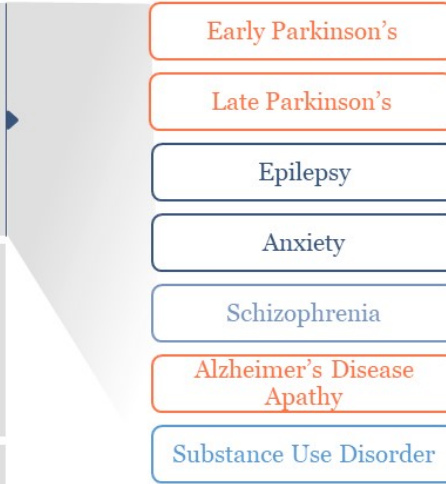 Early Parkinson’s
Late Parkinson’s
Epilepsy
Anxiety
Schizophrenia
Alzheimer’s Disease
Apathy
Substance Use Disorder